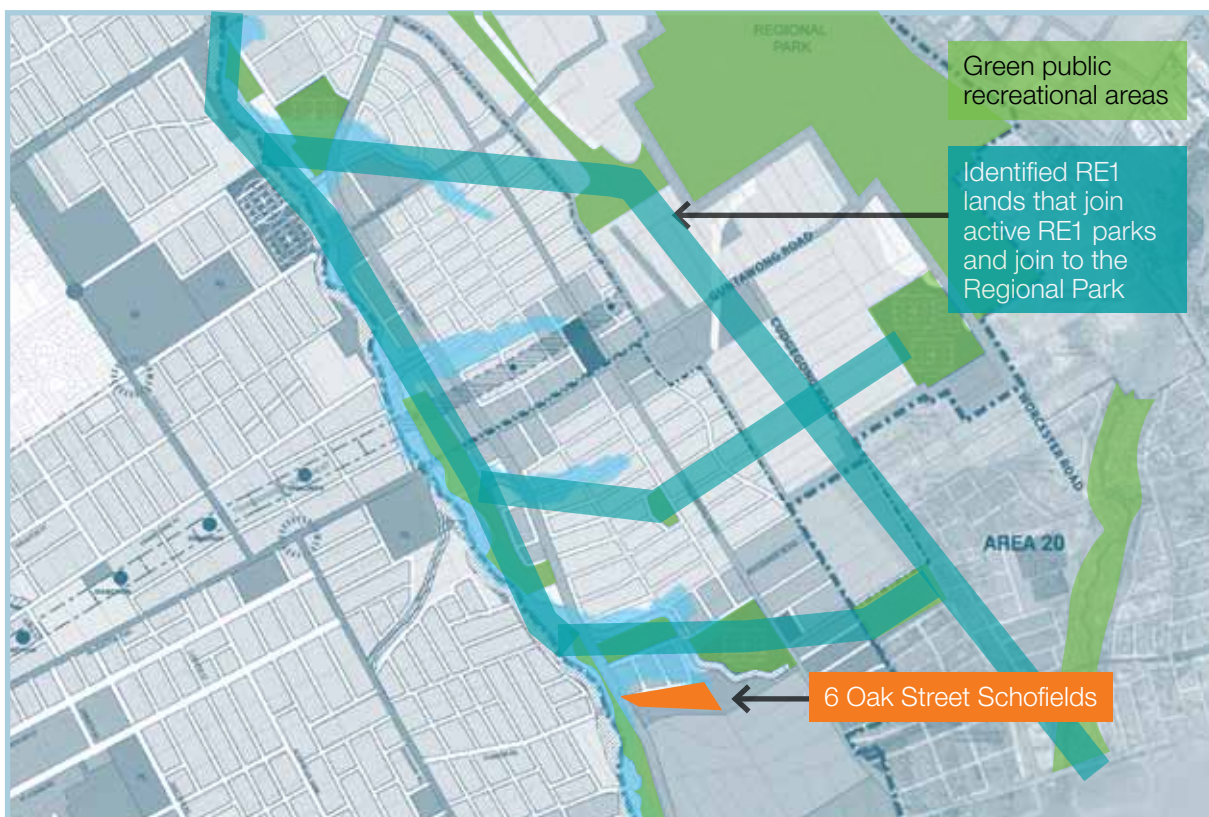 REGIONAL
PARK
Green public
recreational areas
Identified RE1
lands that join
active RE1 parks
and join to the
Regional Park
GUNTAWONG ROAD
CUDGEGONG ROAD
WORCESTER ROAD
AREA 20
6 Oak Street Schofields